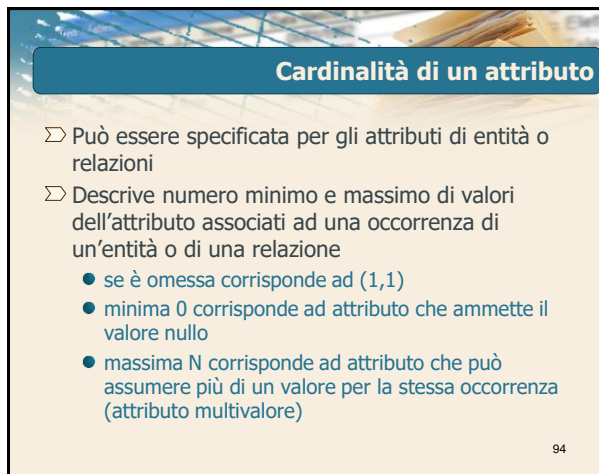 Cardinalità di un attributo
Può essere specificata per gli attributi di entità o
relazioni
Descrive numero minimo e massimo di valori
dell'attributo associati ad una occorrenza di
un'entità o di una relazione
se è omessa corrisponde ad (1,1)
minima 0 corrisponde ad attributo che ammette il
valore nullo
massima N corrisponde ad attributo che può
assumere più di un valore per la stessa occorrenza
(attributo multivalore)
94